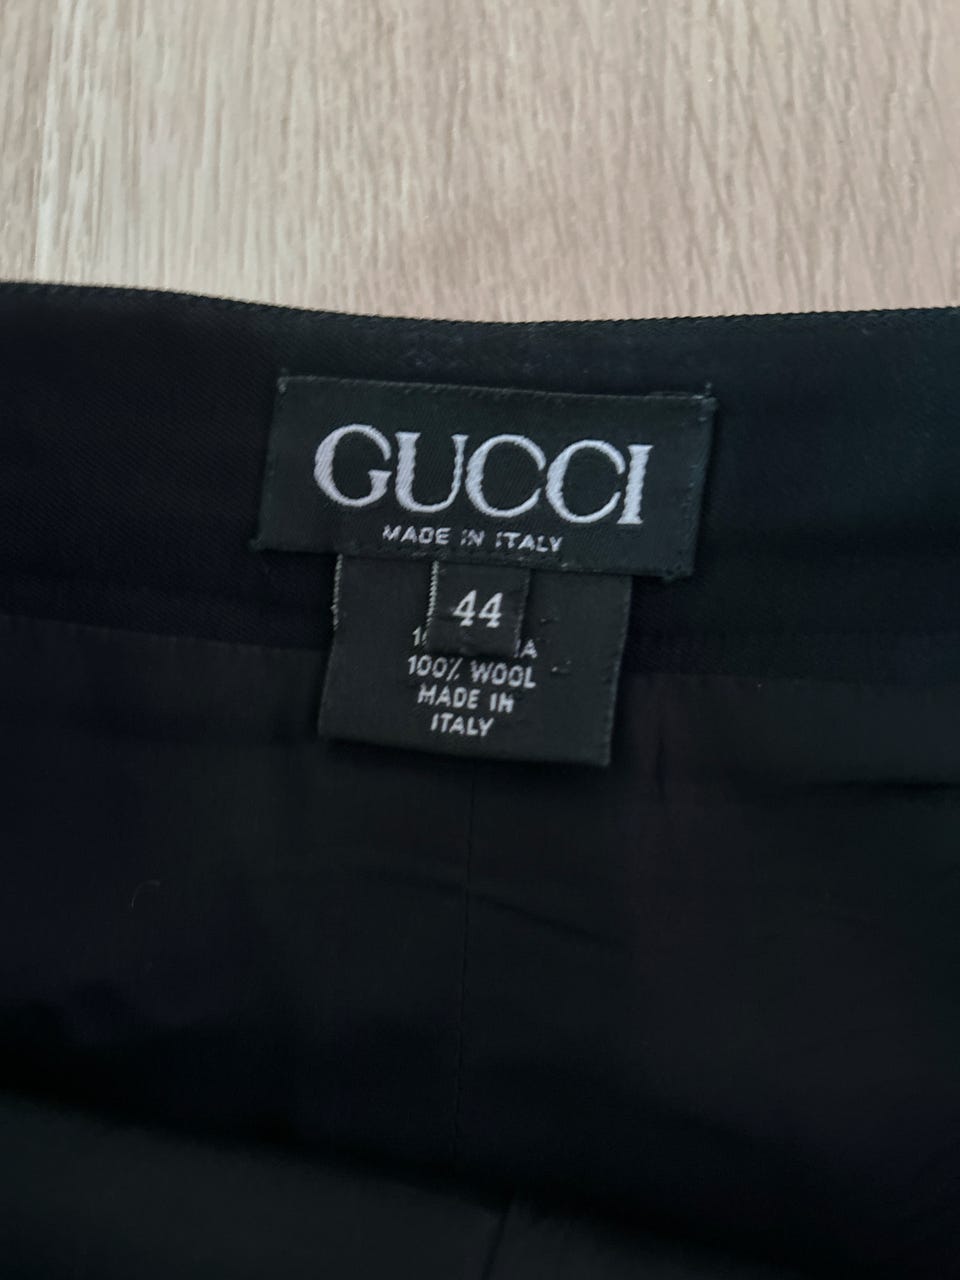 GUCCI
MADE IN ITALY
44
100% WOOL
MADE IN
ITALY